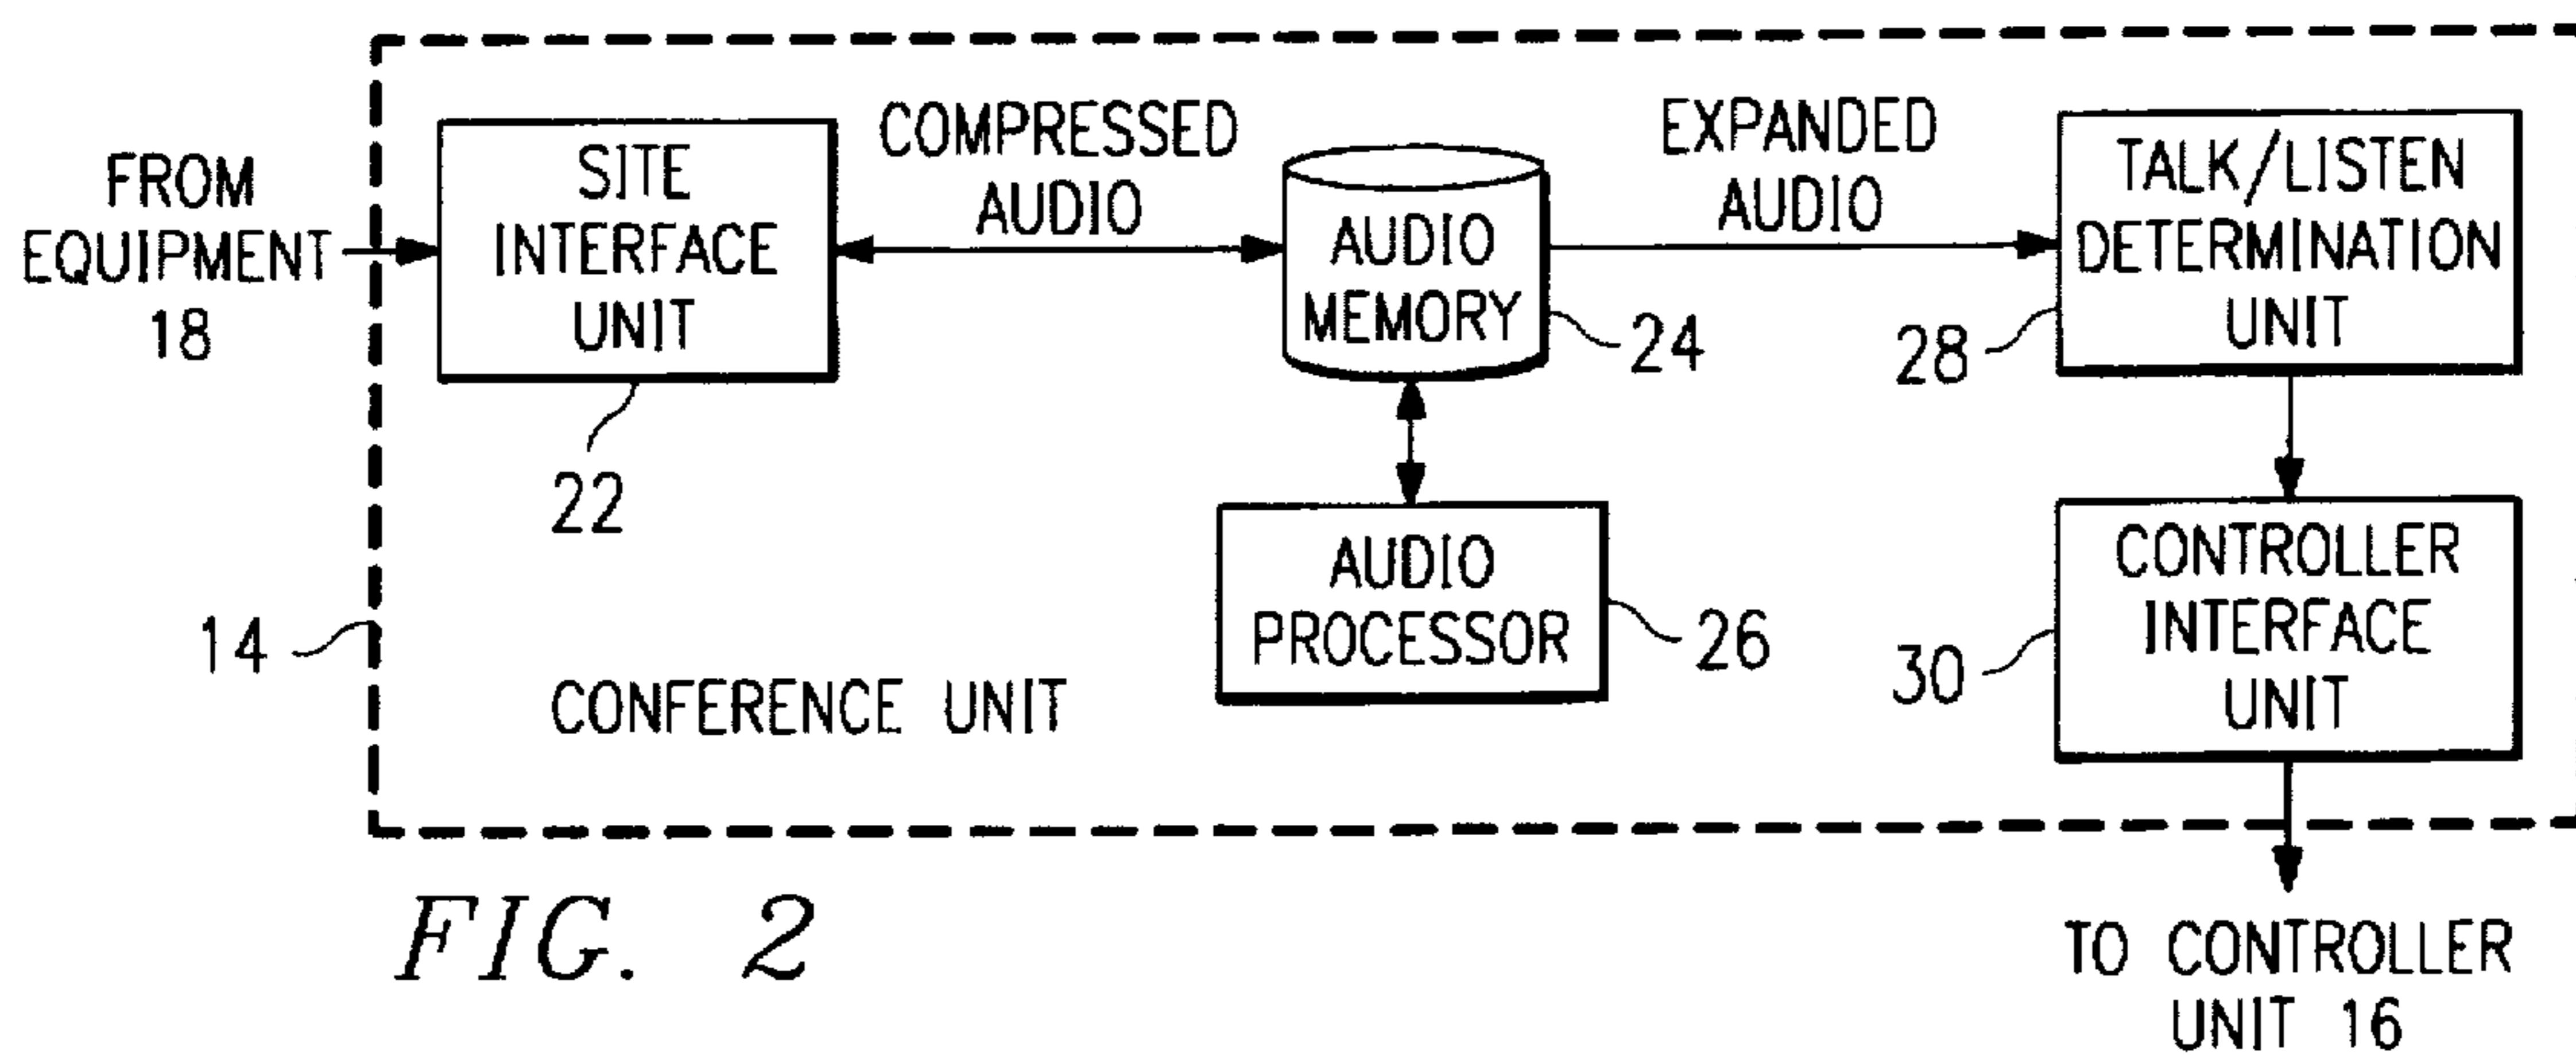 FROM
EQUIPMENT
18
SITE
INTERFACE
UNIT
22
COMPRESSED
AUDIO
AUDIO
MEMORY
24
EXPANDED
AUDIO
TALK/LISTEN
DETERMINATION
UNIT
28
AUDIO
PROCESSOR
26
CONTROLLER
INTERFACE
UNIT
30
14
CONFERENCE UNIT
TO CONTROLLER
UNIT 16
FIG. 2